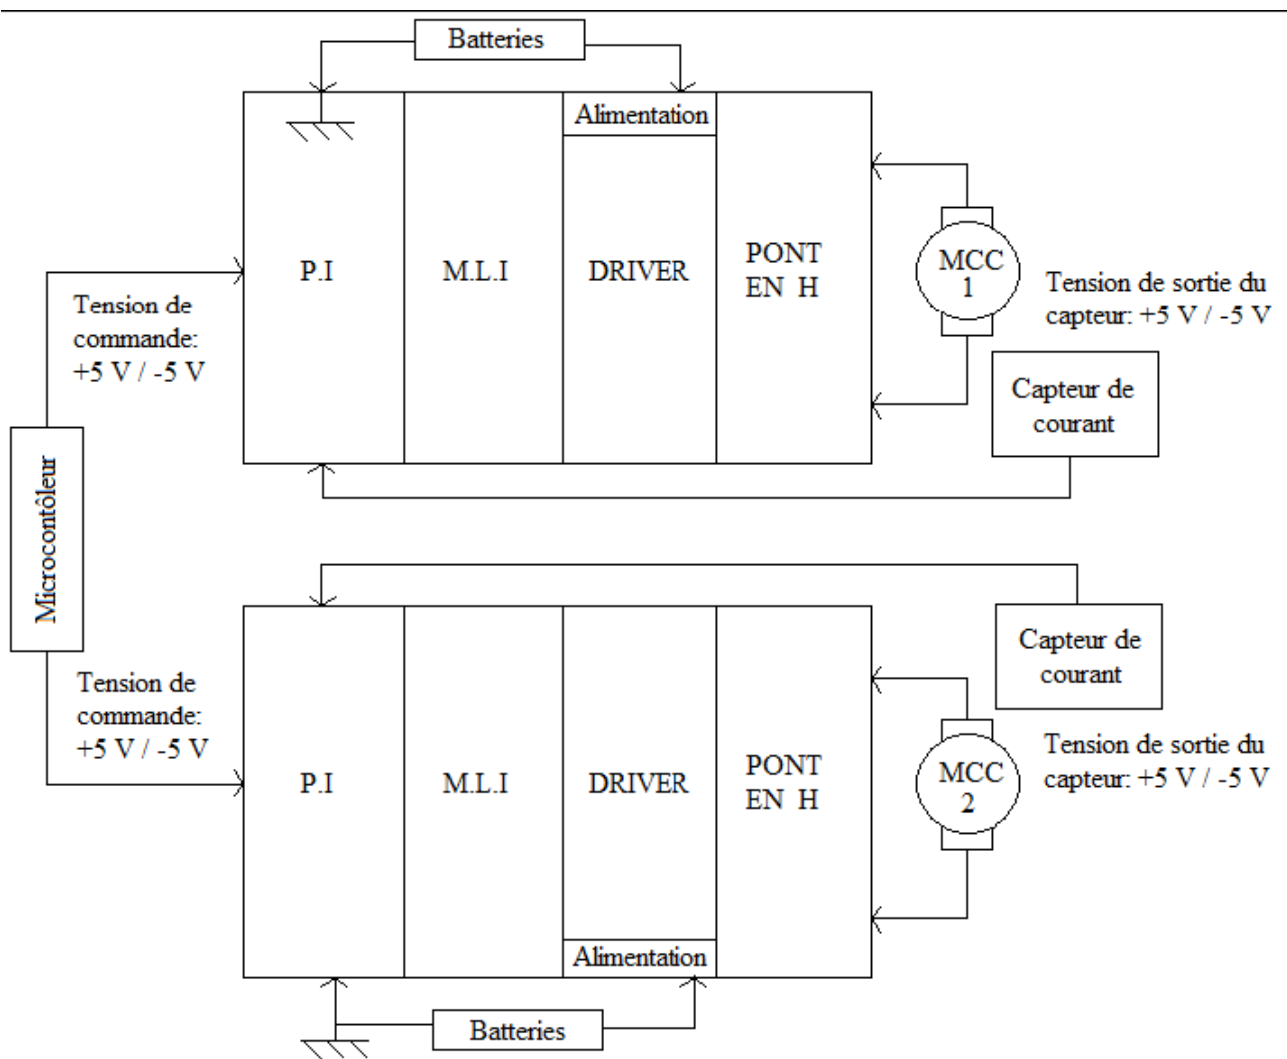 Batteries
Alimentation
P.I
M.L.I
DRIVER
PONT
EN H
MCC
1
Tension de
commande:
+5 V / -5 V
Tension de sortie du
capteur: +5 V / -5 V
Capteur de
courant
Microcontôleur
Capteur de
courant
Tension de
commande:
+5 V / -5 V
P.I
M.L.I
DRIVER
PONT
EN H
MCC
2
Tension de sortie du
capteur: +5 V / -5 V
Alimentation
Batteries